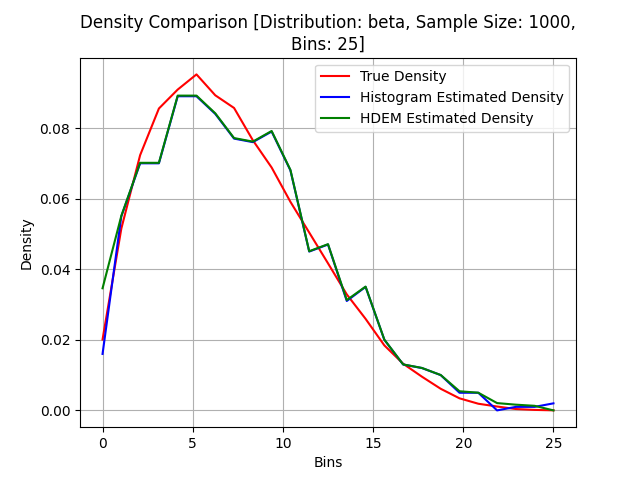 Density Comparison [Distribution: beta, Sample Size: 1000,
Bins: 25]
True Density
Histogram Estimated Density
HDEM Estimated Density
Density
0.08
0.06
0.04
0.02
0.00
0
5
10
15
20
25
Bins